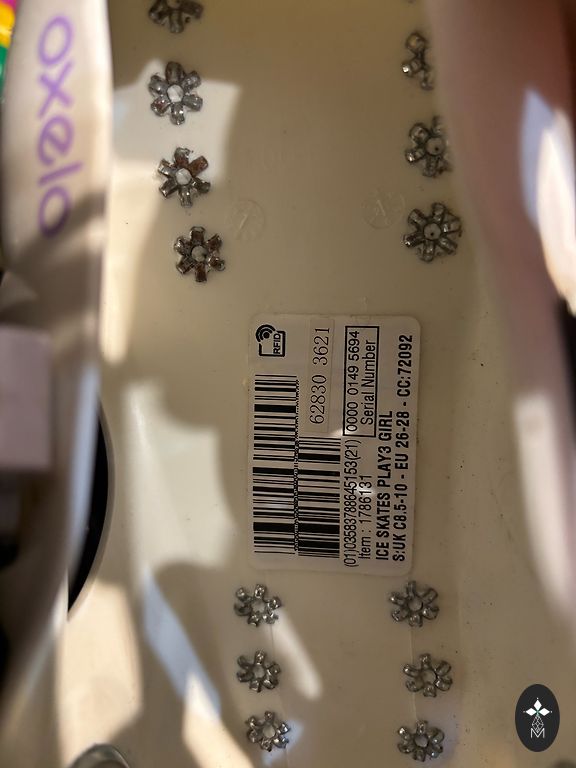 oxelo
RFID
62830 3621
0000 0149 5694
Serial Number
(01)03583788645153(21)
Item : 1786131
ICE SKATES PLAY3 GIRL
S:UK C8.5-10 - EU 26-28 - CC:72092
M